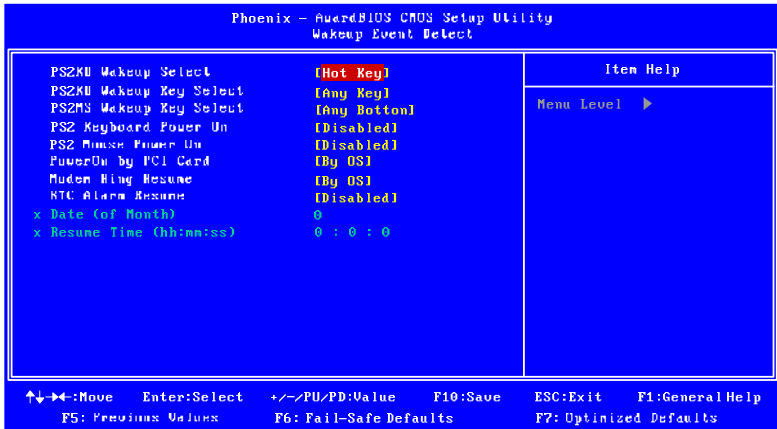 Phoenix – AwardBIOS CMOS Setup Utility
Wakeup Event Detect
PS2KB Wakeup Select [Hot Key]
PS2KB Wakeup Key Select [Any Key]
PS2MS Wakeup Key Select [Any Botton]
PS2 Keyboard Power On [Disabled]
PS2 Mouse Power On [Disabled]
PowerOn by PCI Card [By OS]
Modem Ring Resume [By OS]
RTC Alarm Resume [Disabled]
x Date (of Month) 0
x Resume Time (hh:mm:ss) 0 : 0 : 0
Item Help
Menu Level ▶
↑↓→←:Move Enter:Select +/-/PU/PD:Value F10:Save ESC:Exit F1:General Help
F5: Previous Values F6: Fail-Safe Defaults F7: Optimized Defaults